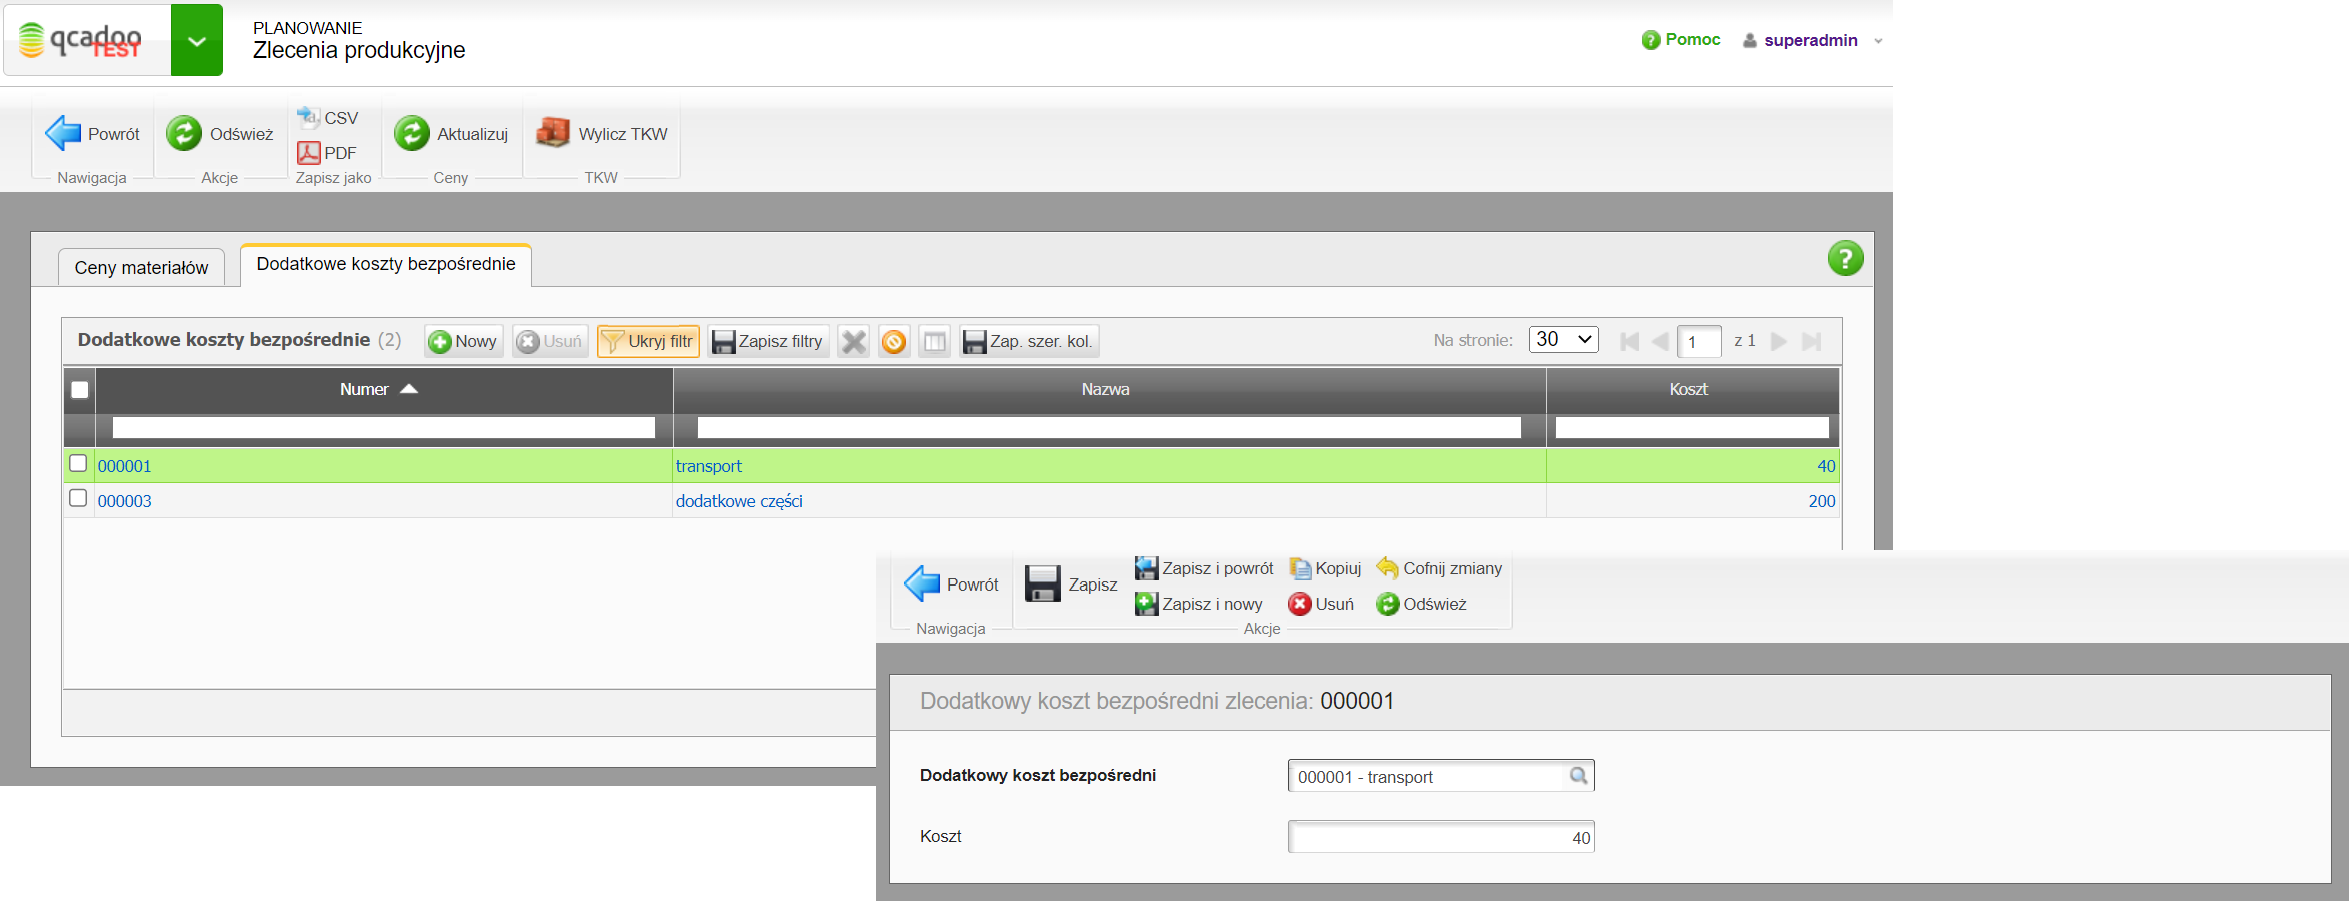 qcadoo
TEST
PLANOWANIE
Zlecenia produkcyjne
Pomoc
superadmin
Powrót
Odśwież
CSV
PDF
Aktualizuj
Wylicz TKW
Nawigacja
Akcje
Zapisz jako
Ceny
TKW
Ceny materiałów
Dodatkowe koszty bezpośrednie
Dodatkowe koszty bezpośrednie (2)
Nowy
Usuń
Ukryj filtr
Zapisz filtry
Zap. szer. kol.
Na stronie:
30
1
z 1
Numer
Nazwa
Koszt
000001
transport
40
000003
dodatkowe części
200
Powrót
Zapisz
Zapisz i powrót
Kopiuj
Cofnij zmiany
Zapisz i nowy
Usuń
Odśwież
Nawigacja
Akcje
Dodatkowy koszt bezpośredni zlecenia: 000001
Dodatkowy koszt bezpośredni
000001 - transport
Koszt
40